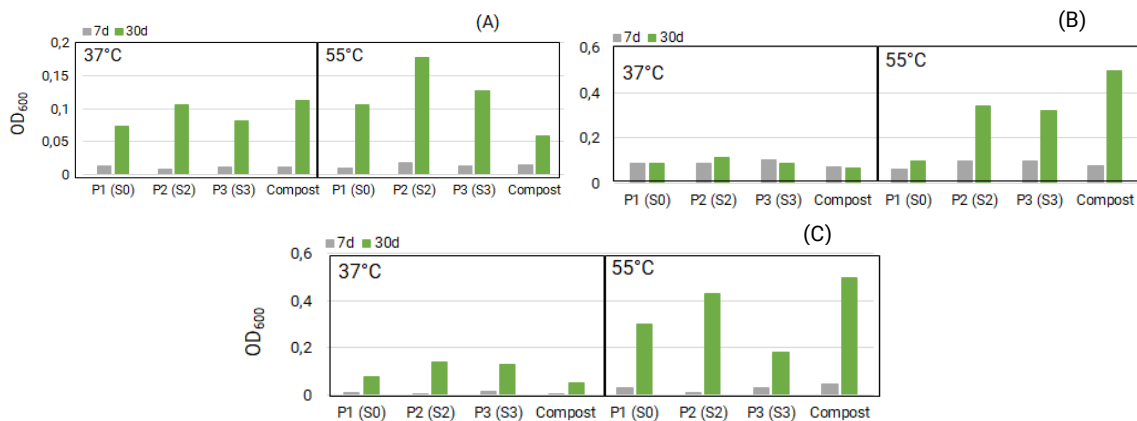 7d 30d (A)
0,2
37°C 55°C
0,15
0,1
0,05
0
OD600
P1 (S0) P2 (S2) P3 (S3) Compost P1 (S0) P2 (S2) P3 (S3) Compost
7d 30d (B)
0,6
37°C 55°C
0,4
0,2
0
P1 (S0) P2 (S2) P3 (S3) Compost P1 (S0) P2 (S2) P3 (S3) Compost
7d 30d (C)
0,6
37°C 55°C
0,4
0,2
0
OD600
P1 (S0) P2 (S2) P3 (S3) Compost P1 (S0) P2 (S2) P3 (S3) Compost